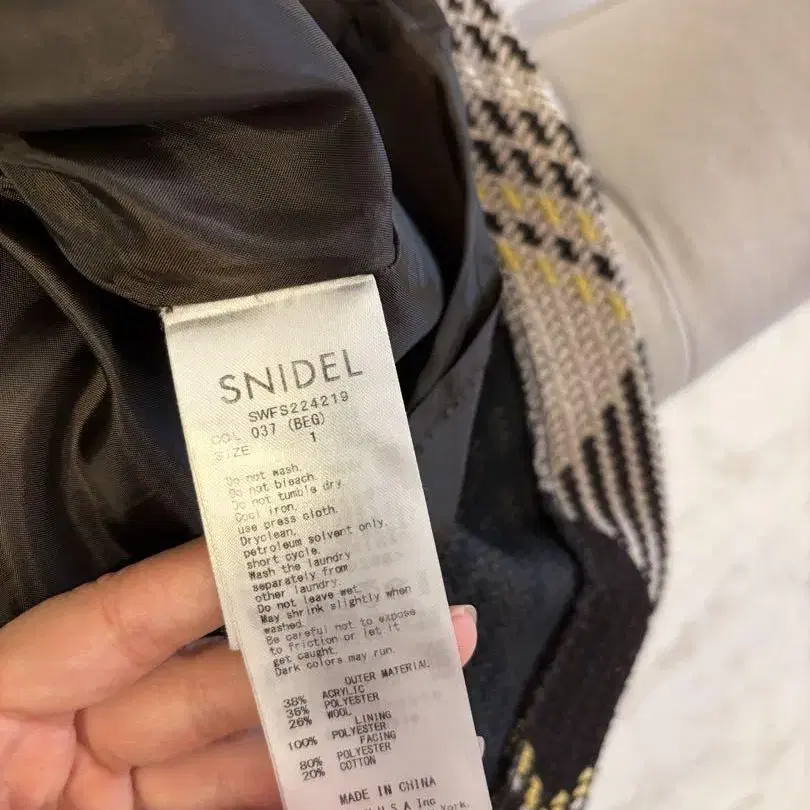 SNIDEL
SWFS224219
COL 037 (BEG)
SIZE 1
Do not wash.
Do not bleach.
Do not tumble dry.
Cool iron.
use press cloth.
Dryclean.
petroleum solvent only.
short cycle.
Wash the laundry
separately from
other laundry.
Do not leave wet.
May shrink slightly when
washed.
Be careful not to expose
to friction or let it
get caught.
Dark colors may run.
OUTER MATERIAL
38% ACRYLIC
36% POLYESTER
26% WOOL
LINING
100% POLYESTER
FACING
80% POLYESTER
20% COTTON
MADE IN CHINA
U.S.A Inc
York.